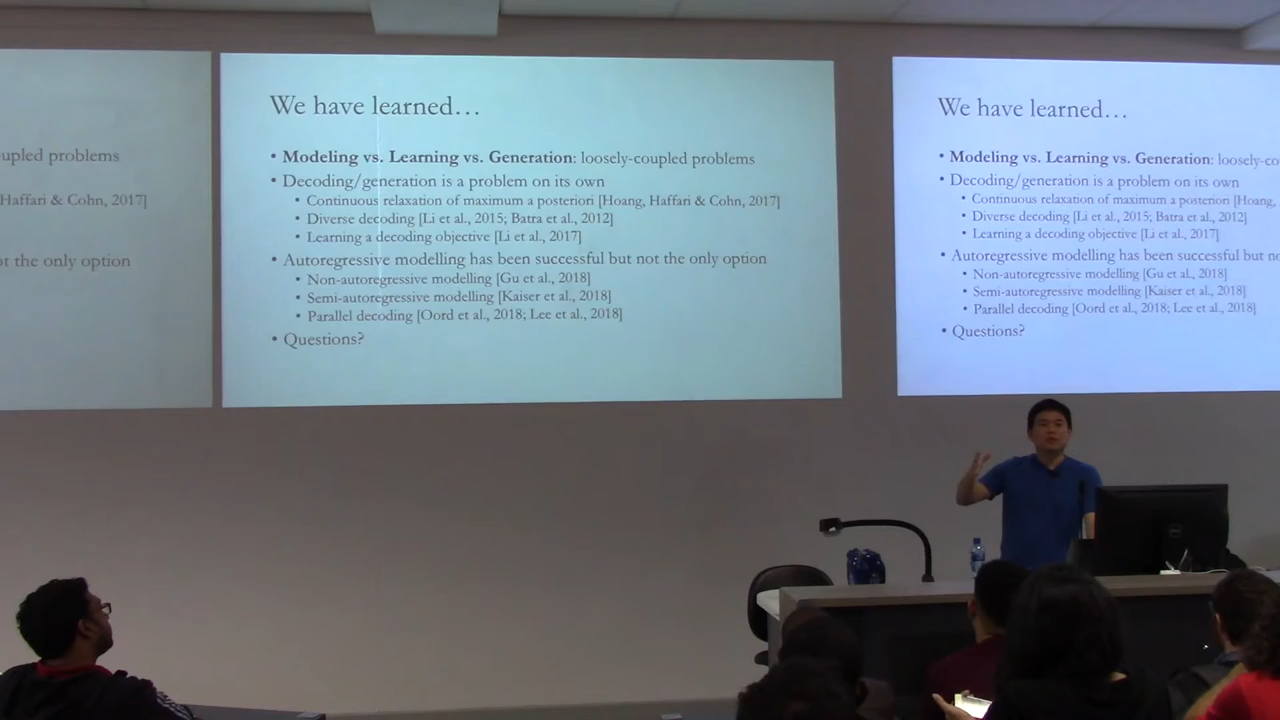 upled problems
Haffari & Cohn, 2017]
ot the only option
We have learned…
• Modeling vs. Learning vs. Generation: loosely-coupled problems
• Decoding/generation is a problem on its own
• Continuous relaxation of maximum a posteriori [Hoang, Haffari & Cohn, 2017]
• Diverse decoding [Li et al., 2015; Batra et al., 2012]
• Learning a decoding objective [Li et al., 2017]
• Autoregressive modelling has been successful but not the only option
• Non-autoregressive modelling [Gu et al., 2018]
• Semi-autoregressive modelling [Kaiser et al., 2018]
• Parallel decoding [Oord et al., 2018; Lee et al., 2018]
• Questions?
We have learned…
• Modeling vs. Learning vs. Generation: loosely-co
• Decoding/generation is a problem on its own
• Continuous relaxation of maximum a posteriori [Hoang,
• Diverse decoding [Li et al., 2015; Batra et al., 2012]
• Learning a decoding objective [Li et al., 2017]
• Autoregressive modelling has been successful but no
• Non-autoregressive modelling [Gu et al., 2018]
• Semi-autoregressive modelling [Kaiser et al., 2018]
• Parallel decoding [Oord et al., 2018; Lee et al., 2018]
• Questions?